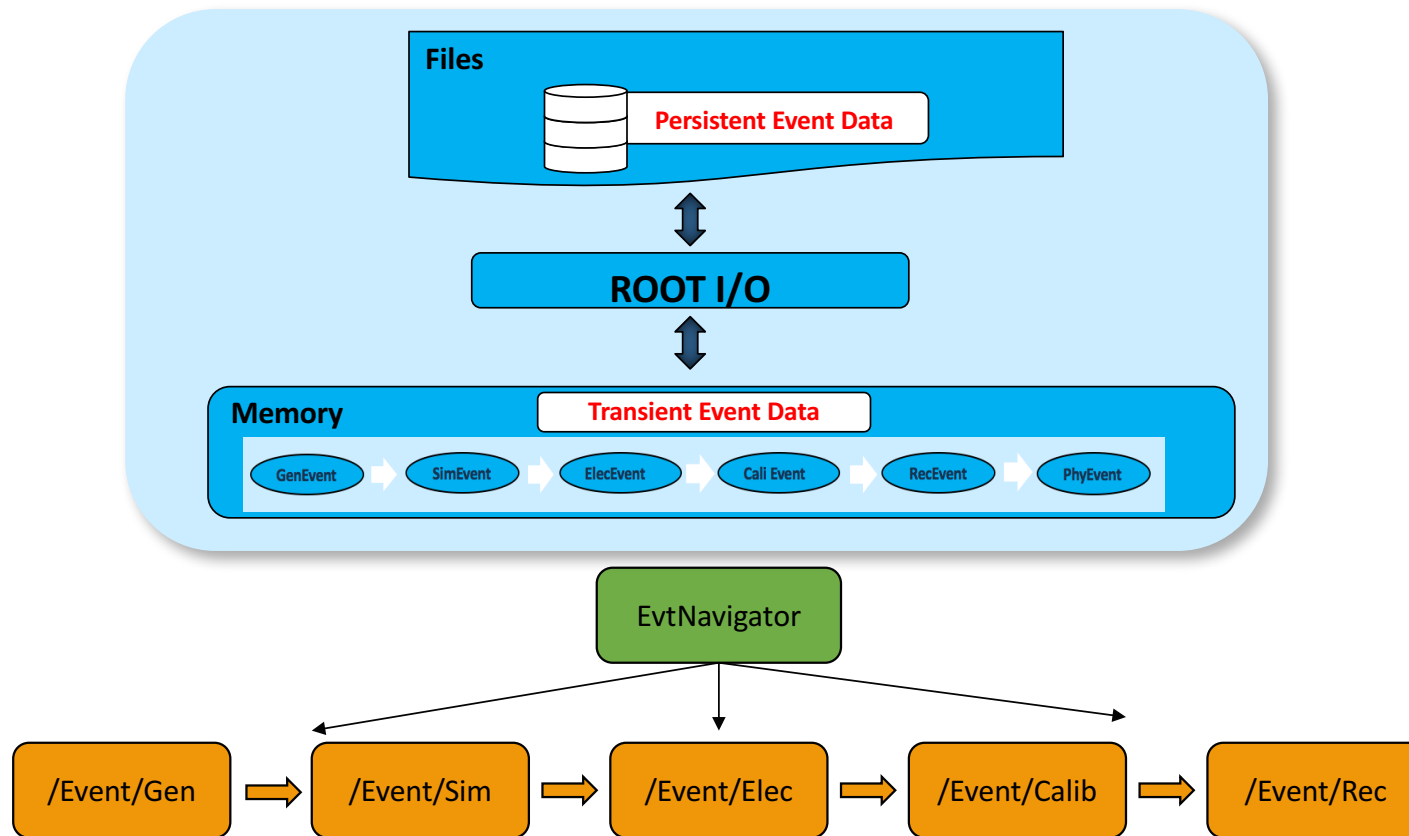 Files
Persistent Event Data
ROOT I/O
Memory
Transient Event Data
GenEvent
SimEvent
ElecEvent
Cali Event
RecEvent
PhyEvent
EvtNavigator
/Event/Gen
/Event/Sim
/Event/Elec
/Event/Calib
/Event/Rec